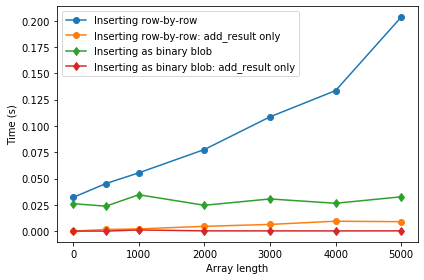 Inserting row-by-row
Inserting row-by-row: add_result only
Inserting as binary blob
Inserting as binary blob: add_result only
0.200
0.175
0.150
0.125
0.100
0.075
0.050
0.025
0.000
Time (s)
0 1000 2000 3000 4000 5000
Array length